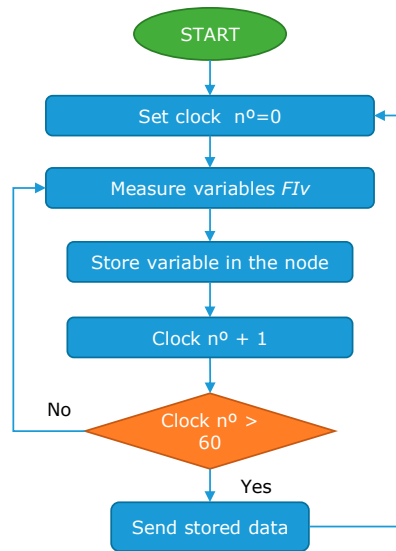 START
Set clock nº=0
Measure variables FIv
Store variable in the node
Clock nº + 1
Clock nº >
60
No
Yes
Send stored data